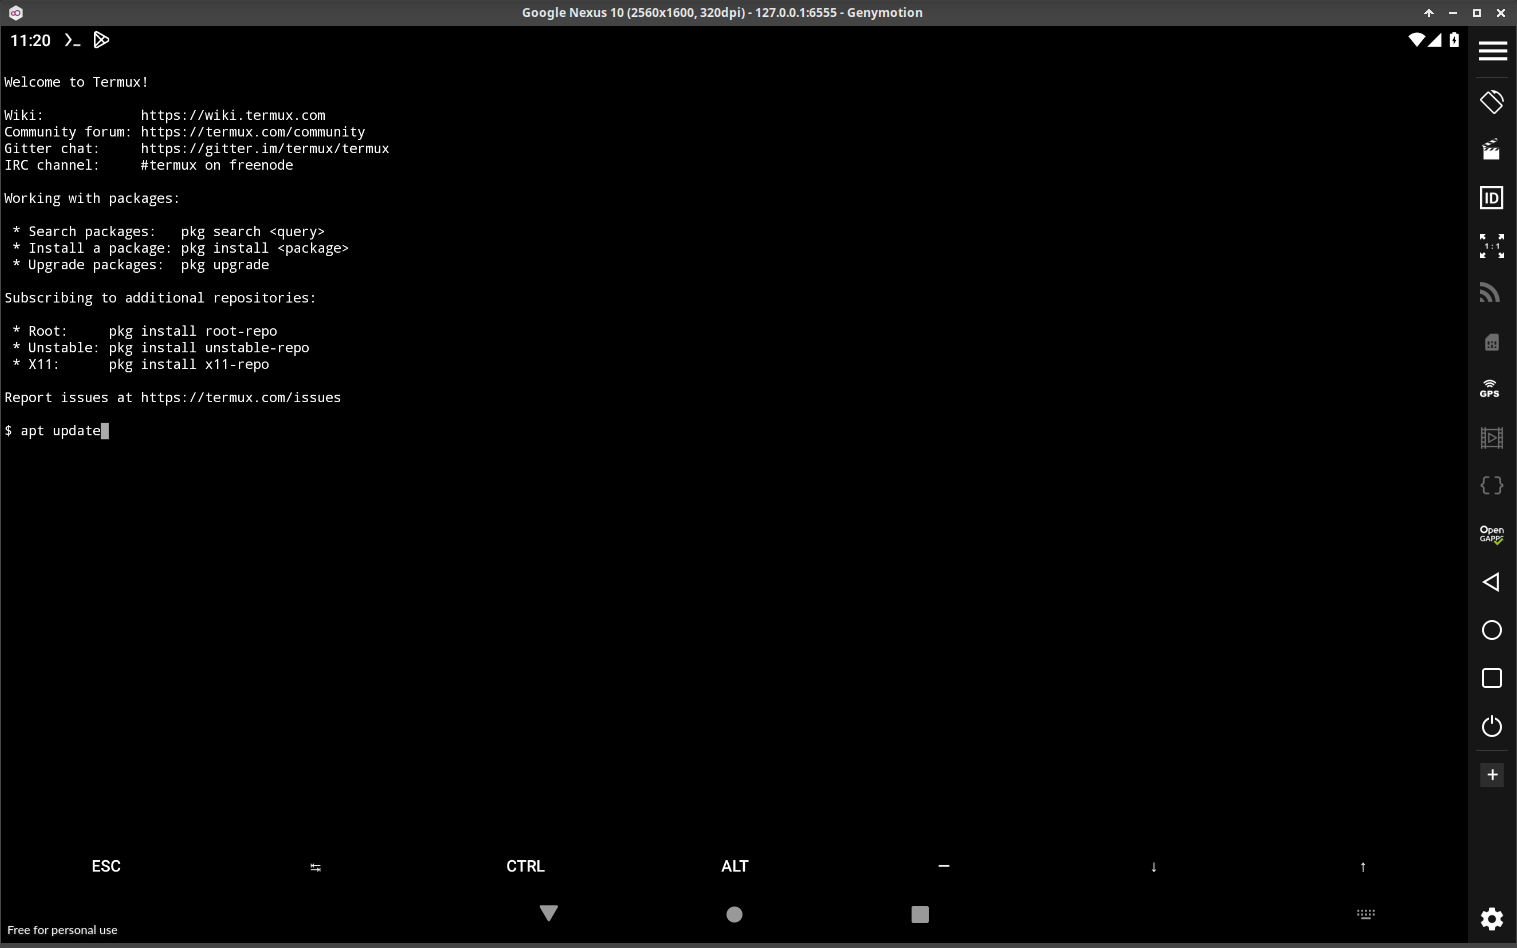 Google Nexus 10 (2560x1600, 320dpi) - 127.0.0.1:6555 - Genymotion
11:20
Welcome to Termux!
Wiki: https://wiki.termux.com
Community forum: https://termux.com/community
Gitter chat: https://gitter.im/termux/termux
IRC channel: #termux on freenode
Working with packages:
* Search packages: pkg search <query>
* Install a package: pkg install <package>
* Upgrade packages: pkg upgrade
Subscribing to additional repositories:
* Root: pkg install root-repo
* Unstable: pkg install unstable-repo
* X11: pkg install x11-repo
Report issues at https://termux.com/issues
$ apt update
ID
1:1
GPS
Open
GAPPS
ESC ⇆ CTRL ALT — ↓ ↑
Free for personal use